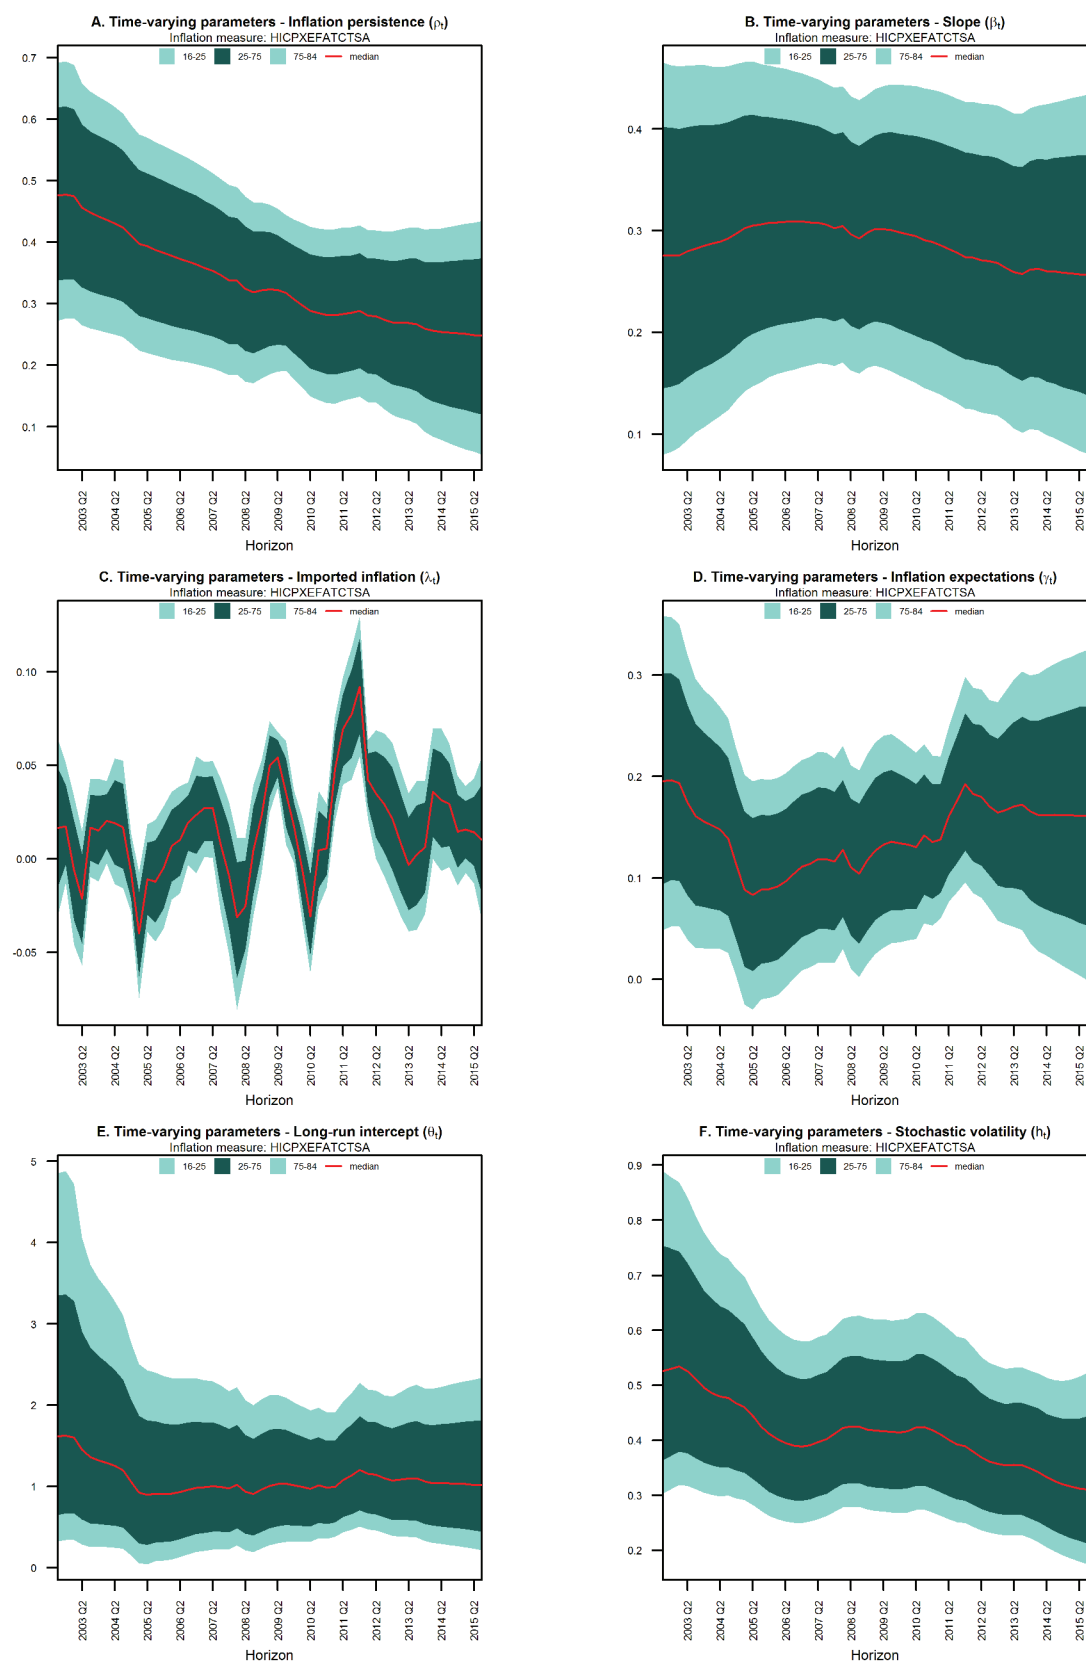 A. Time-varying parameters - Inflation persistence (ρt)
Inflation measure: HICPXEFATCTSA
16-25 25-75 75-84 median
0.7
0.6
0.5
0.4
0.3
0.2
0.1
2003 Q2 2004 Q2 2005 Q2 2006 Q2 2007 Q2 2008 Q2 2009 Q2 2010 Q2 2011 Q2 2012 Q2 2013 Q2 2014 Q2 2015 Q2
Horizon
B. Time-varying parameters - Slope (βt)
Inflation measure: HICPXEFATCTSA
16-25 25-75 75-84 median
0.4
0.3
0.2
0.1
2003 Q2 2004 Q2 2005 Q2 2006 Q2 2007 Q2 2008 Q2 2009 Q2 2010 Q2 2011 Q2 2012 Q2 2013 Q2 2014 Q2 2015 Q2
Horizon
C. Time-varying parameters - Imported inflation (λt)
Inflation measure: HICPXEFATCTSA
16-25 25-75 75-84 median
0.10
0.05
0.00
-0.05
2003 Q2 2004 Q2 2005 Q2 2006 Q2 2007 Q2 2008 Q2 2009 Q2 2010 Q2 2011 Q2 2012 Q2 2013 Q2 2014 Q2 2015 Q2
Horizon
D. Time-varying parameters - Inflation expectations (γt)
Inflation measure: HICPXEFATCTSA
16-25 25-75 75-84 median
0.3
0.2
0.1
0.0
2003 Q2 2004 Q2 2005 Q2 2006 Q2 2007 Q2 2008 Q2 2009 Q2 2010 Q2 2011 Q2 2012 Q2 2013 Q2 2014 Q2 2015 Q2
Horizon
E. Time-varying parameters - Long-run intercept (θt)
Inflation measure: HICPXEFATCTSA
16-25 25-75 75-84 median
5
4
3
2
1
0
2003 Q2 2004 Q2 2005 Q2 2006 Q2 2007 Q2 2008 Q2 2009 Q2 2010 Q2 2011 Q2 2012 Q2 2013 Q2 2014 Q2 2015 Q2
Horizon
F. Time-varying parameters - Stochastic volatility (ht)
Inflation measure: HICPXEFATCTSA
16-25 25-75 75-84 median
0.9
0.8
0.7
0.6
0.5
0.4
0.3
0.2
2003 Q2 2004 Q2 2005 Q2 2006 Q2 2007 Q2 2008 Q2 2009 Q2 2010 Q2 2011 Q2 2012 Q2 2013 Q2 2014 Q2 2015 Q2
Horizon